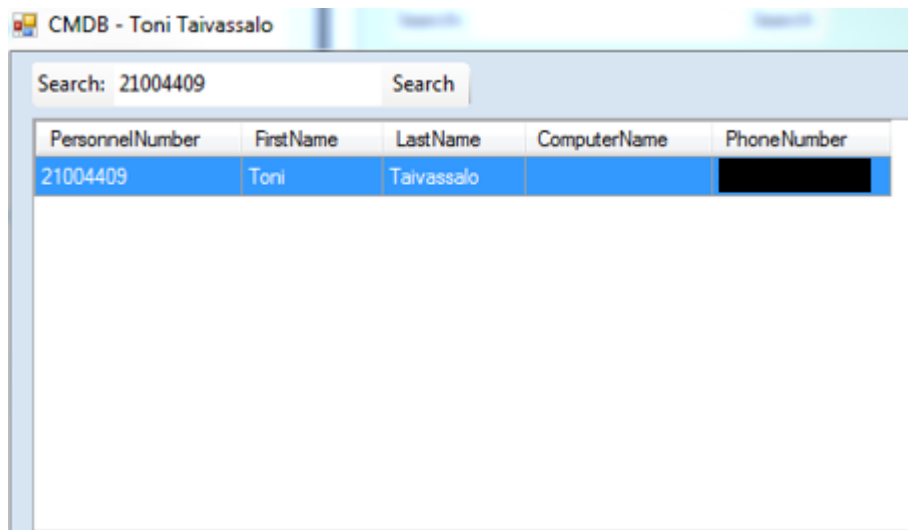 CMDB - Toni Taivassalo
Search: 21004409 Search
PersonnelNumber FirstName LastName ComputerName PhoneNumber
21004409 Toni Taivassalo